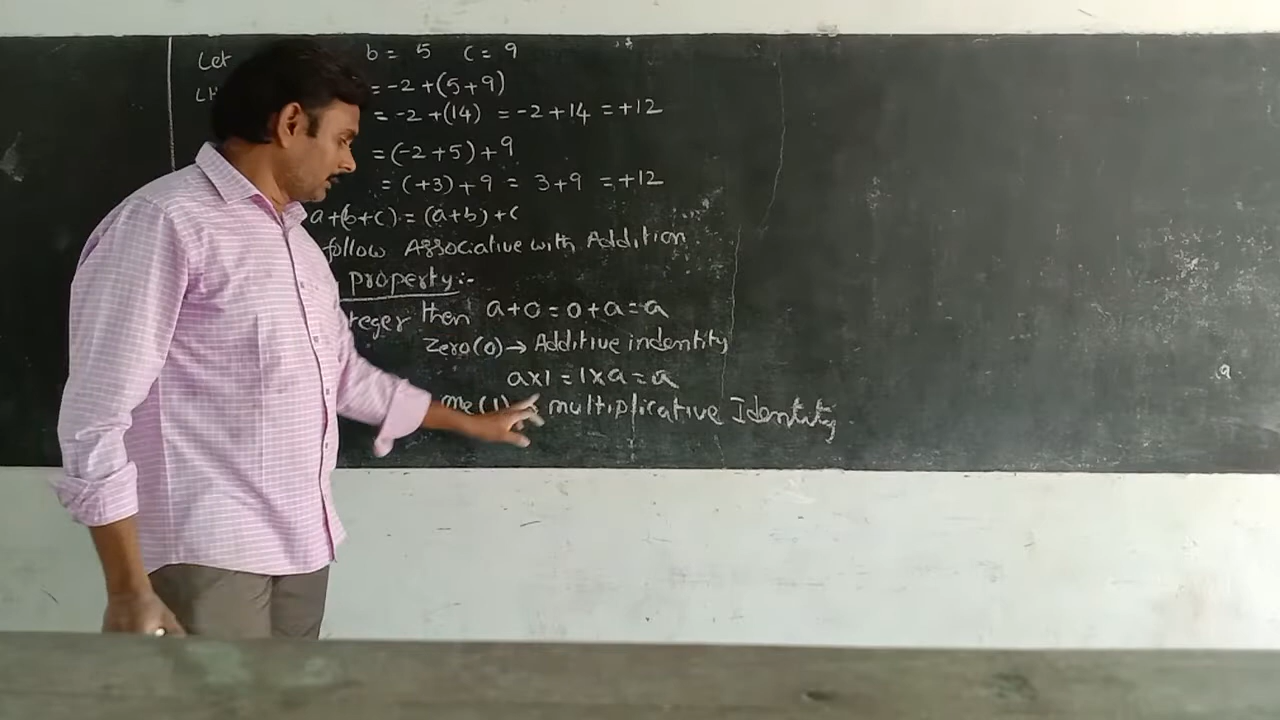 Let b = 5 c = 9
= -2 + (5 + 9)
= -2 + (14) = -2 + 14 = +12
= (-2 + 5) + 9
= (+3) + 9 = 3 + 9 = +12
a + (b + c) = (a + b) + c
follow Associative with Addition.
property :-
teger then a + 0 = 0 + a = a
Zero (0) → Additive indentity
a x 1 = 1 x a = a
multiplicative Identity
a